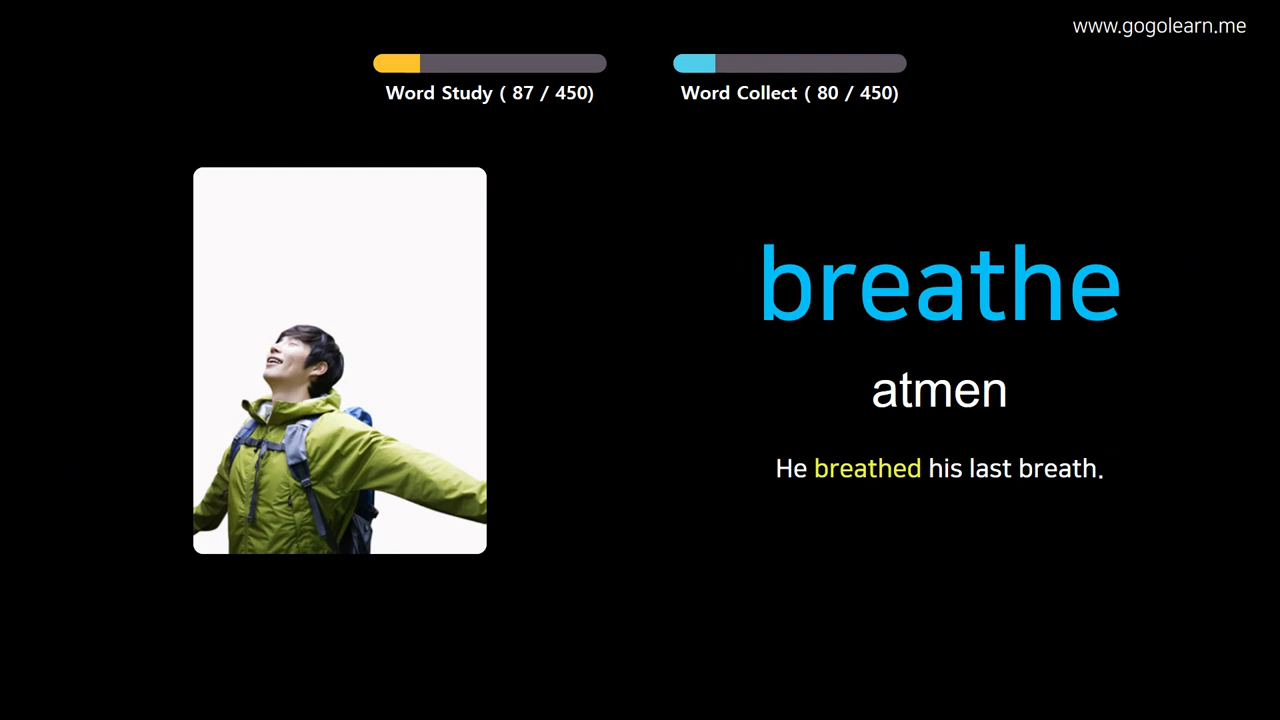 www.gogolearn.me
Word Study ( 87 / 450)
Word Collect ( 80 / 450)
breathe
atmen
He breathed his last breath.